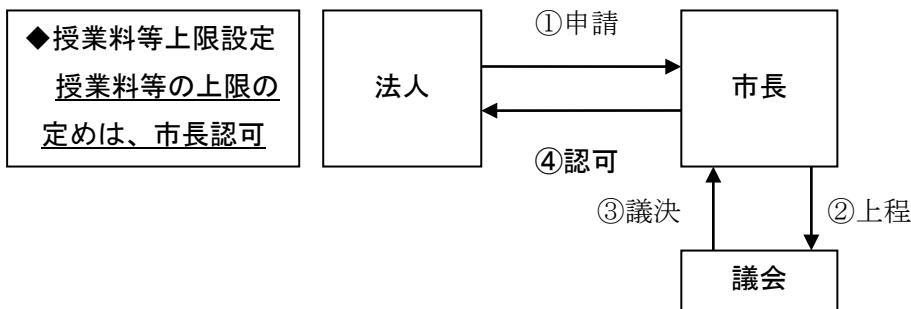 ◆授業料等上限設定
授業料等の上限の
定めは、市長認可
法人
①申請
市長
④認可
③議決
②上程
議会